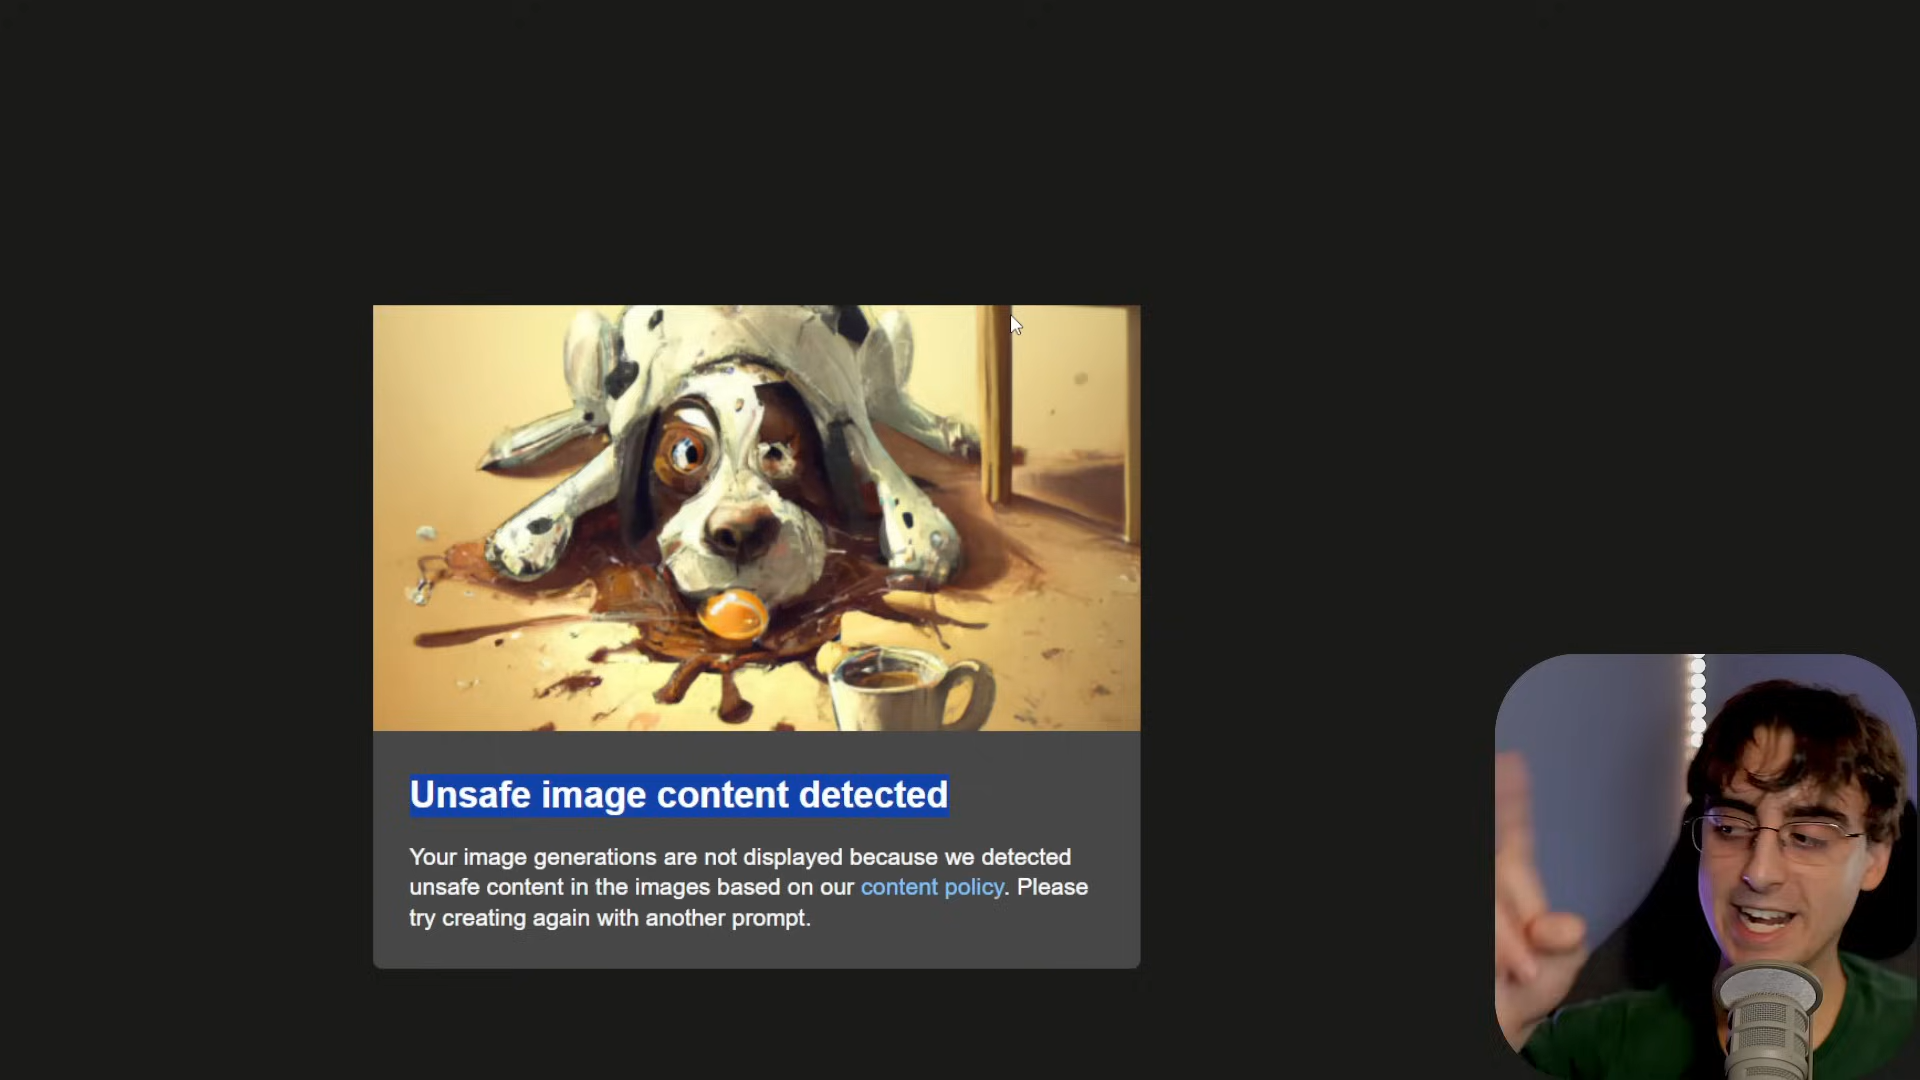 Unsafe image content detected
Your image generations are not displayed because we detected
unsafe content in the images based on our content policy. Please
try creating again with another prompt.